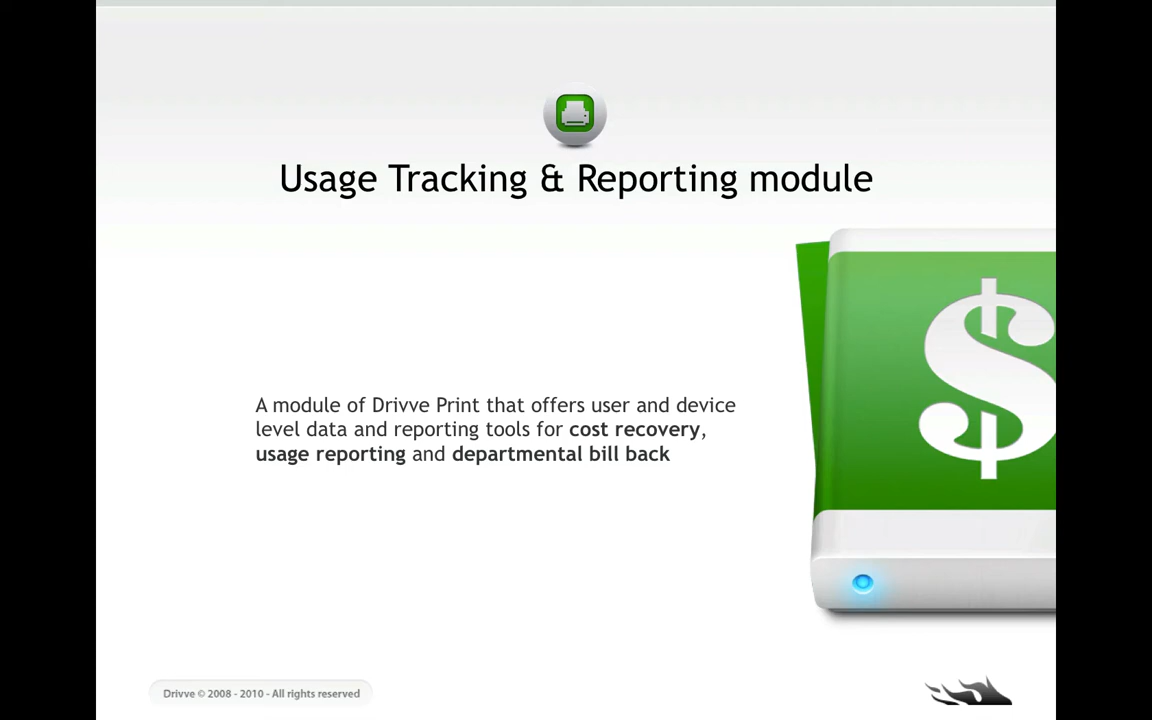 Usage Tracking & Reporting module
A module of Drivve Print that offers user and device
level data and reporting tools for cost recovery,
usage reporting and departmental bill back
$
Drivve © 2008 - 2010 - All rights reserved